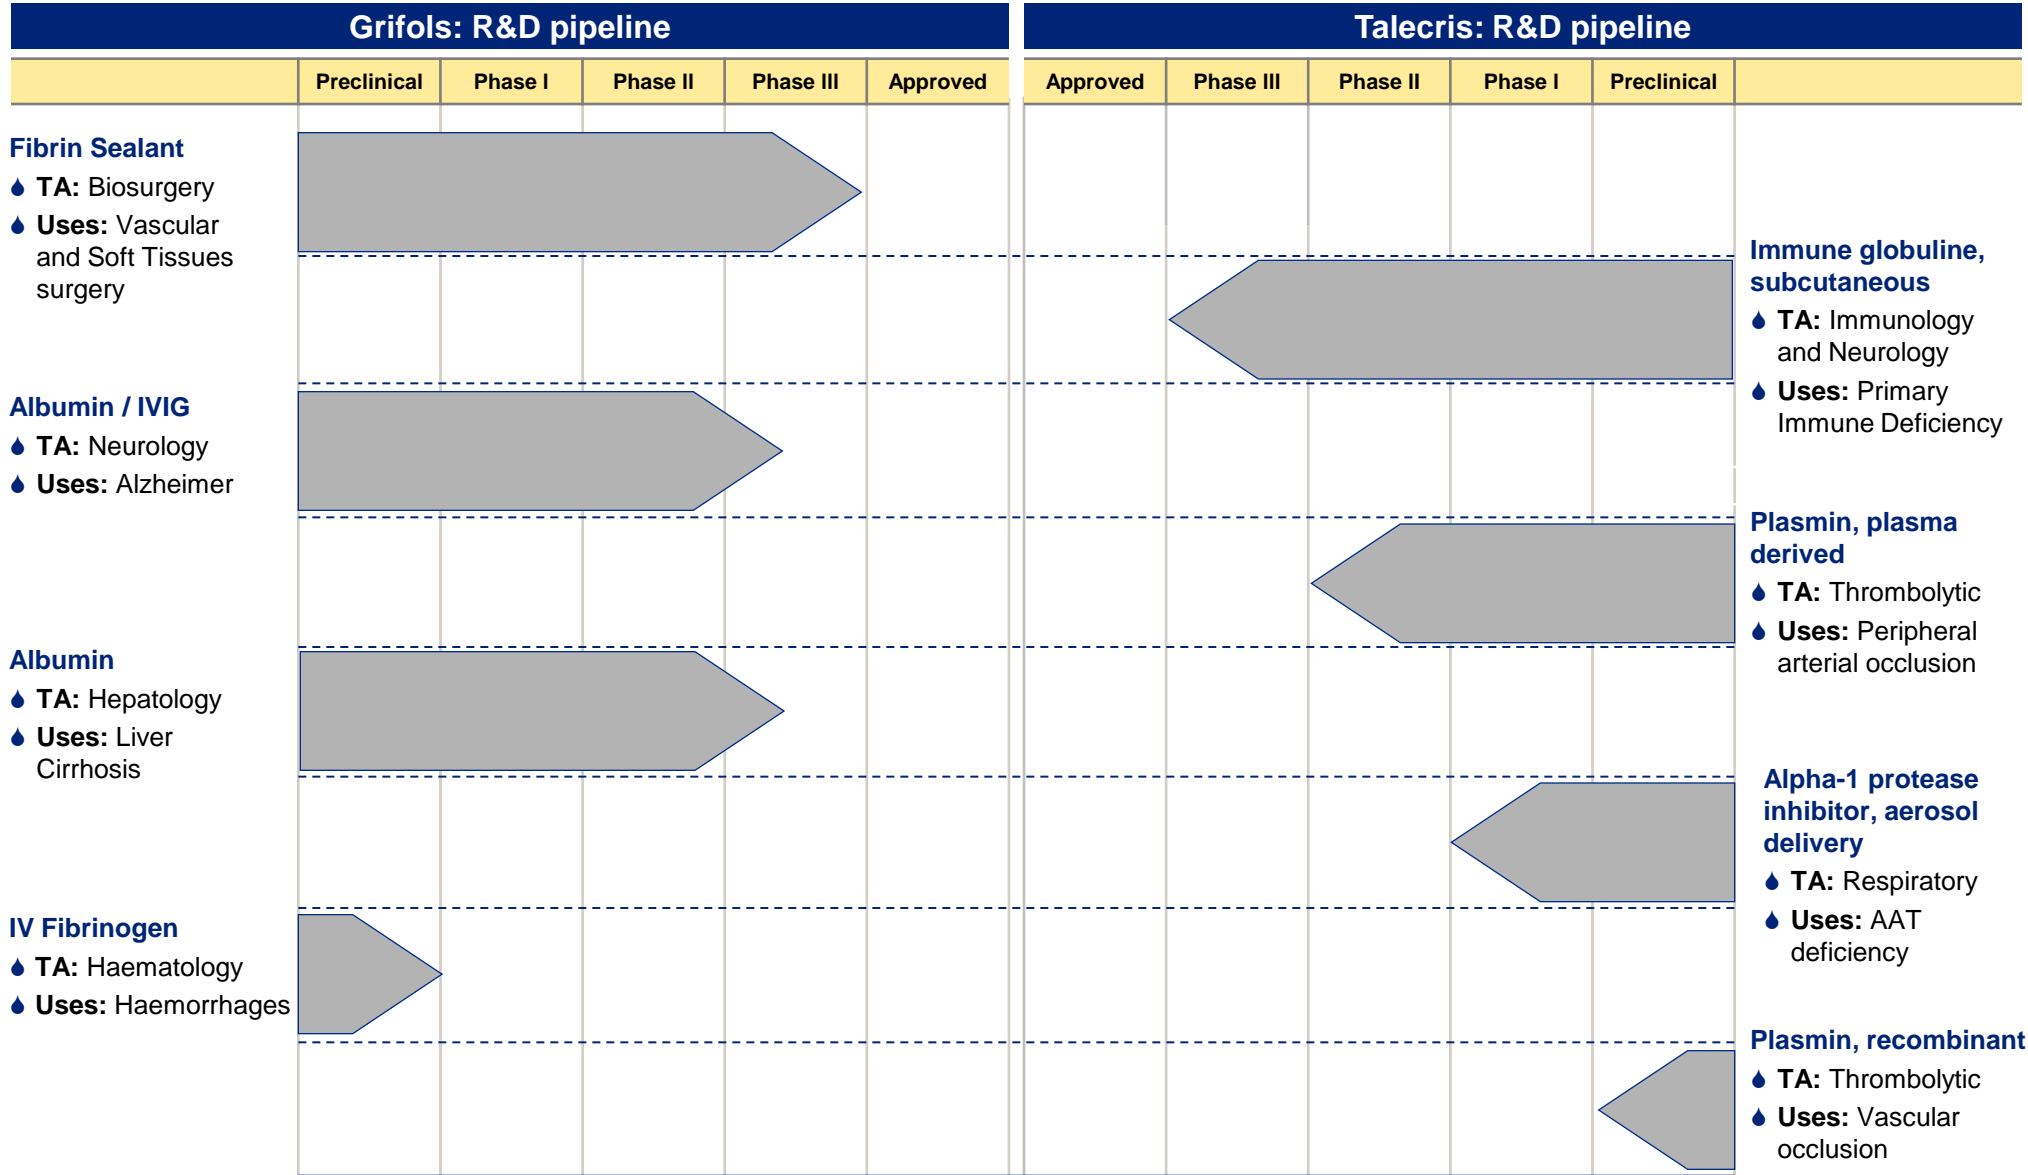 Grifols: R&D pipeline
Preclinical
Phase I
Phase II
Phase III
Approved
Fibrin Sealant
TA: Biosurgery
Uses: Vascular
and Soft Tissues
surgery
Albumin / IVIG
TA: Neurology
Uses: Alzheimer
Albumin
TA: Hepatology
Uses: Liver
Cirrhosis
IV Fibrinogen
TA: Haematology
Uses: Haemorrhages
Talecris: R&D pipeline
Approved
Phase III
Phase II
Phase I
Preclinical
Immune globuline,
subcutaneous
TA: Immunology
and Neurology
Uses: Primary
Immune Deficiency
Plasmin, plasma
derived
TA: Thrombolytic
Uses: Peripheral
arterial occlusion
Alpha-1 protease
inhibitor, aerosol
delivery
TA: Respiratory
Uses: AAT
deficiency
Plasmin, recombinant
TA: Thrombolytic
Uses: Vascular
occlusion